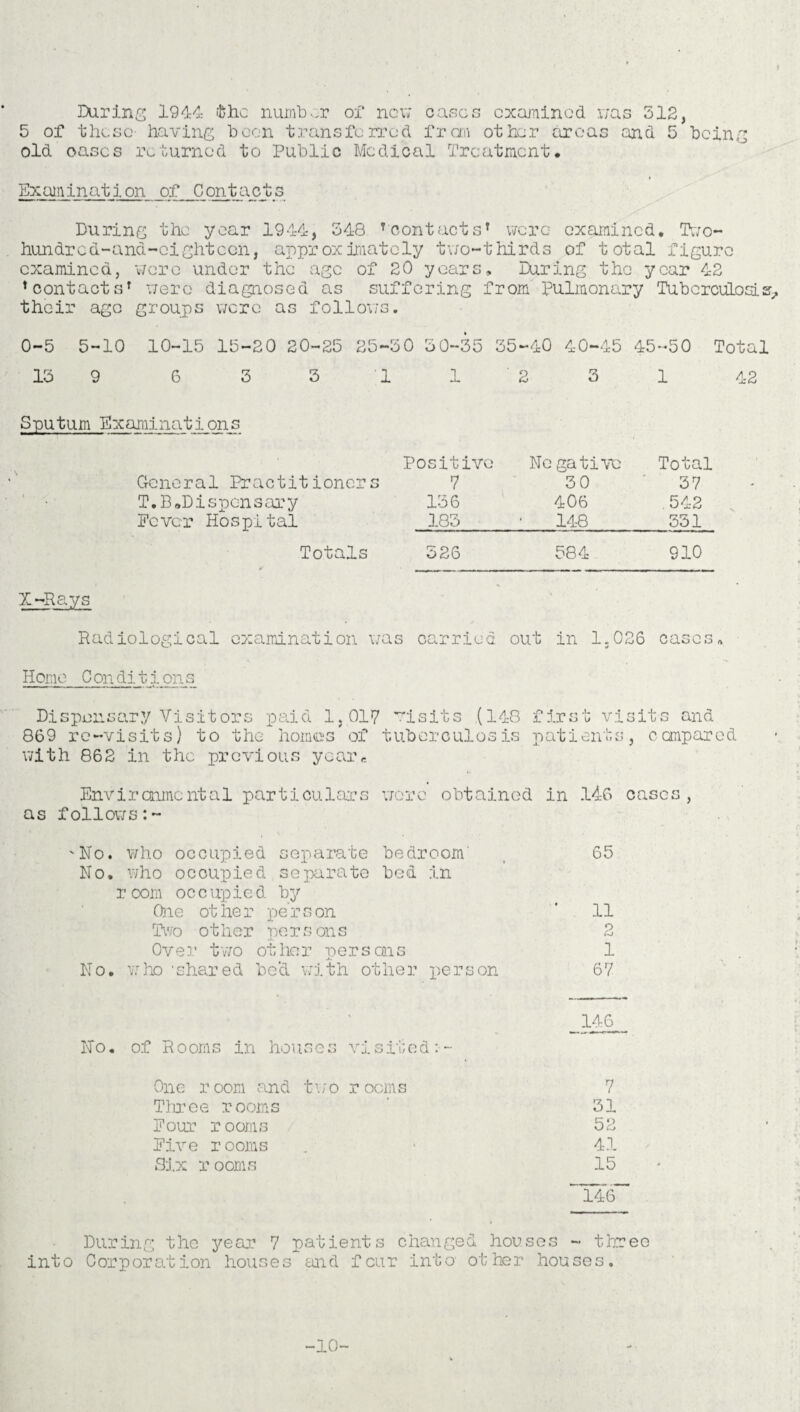 During 1944 the number of new cases examined was 312,
5 of these having been transferred from other areas and 5 being
old cases returned to Public Medical Treatment.
Examination of Contacts
During the year 1944, 348 'contacts' were examined. Two-
hundred-and-eighteen, approximately two-thirds of total figure
examined, were under the age of 20 years. During the year 42
'contacts' were diagnosed as suffering from Pulmonary Tuberculosis,
their age groups were as follows.
0-5 5-10 10-15 15-20 20-25 25-30 30-35 35-40 40-45 45-50 Total
13 9 6 3 3 1 1 2 3 1 42
Sputum Examinations
Positive Negative Total
General Practitioners 7 30 37
T.B.Dispensary 136 406 542
Fever Hospital 183 148 331
Totals 326 584 910
X-Rays
Radiological examination was carried out in 1,026 cases.
Home Conditions
Dispensary Visitors paid 1,017 visits (148 first visits and
869 re-visits) to the homes of tuberculosis patients, compared
with 862 in the previous year.
Environmental particulars were obtained in 146 cases,
as follows:-
No. who occupied separate bedroom 65
No. who occupied separate bed in
room occupied by
One other person 11
Two other persons 2
Over two other persons 1
No. who shared bed with other person 67
146
No. of Rooms in houses visited:-
One room and two rooms 7
Three rooms 31
Four rooms 52
Five rooms 41
Six rooms 15
146
During the year 7 patients changed houses - three
into Corporation houses and four into other houses.
-10-